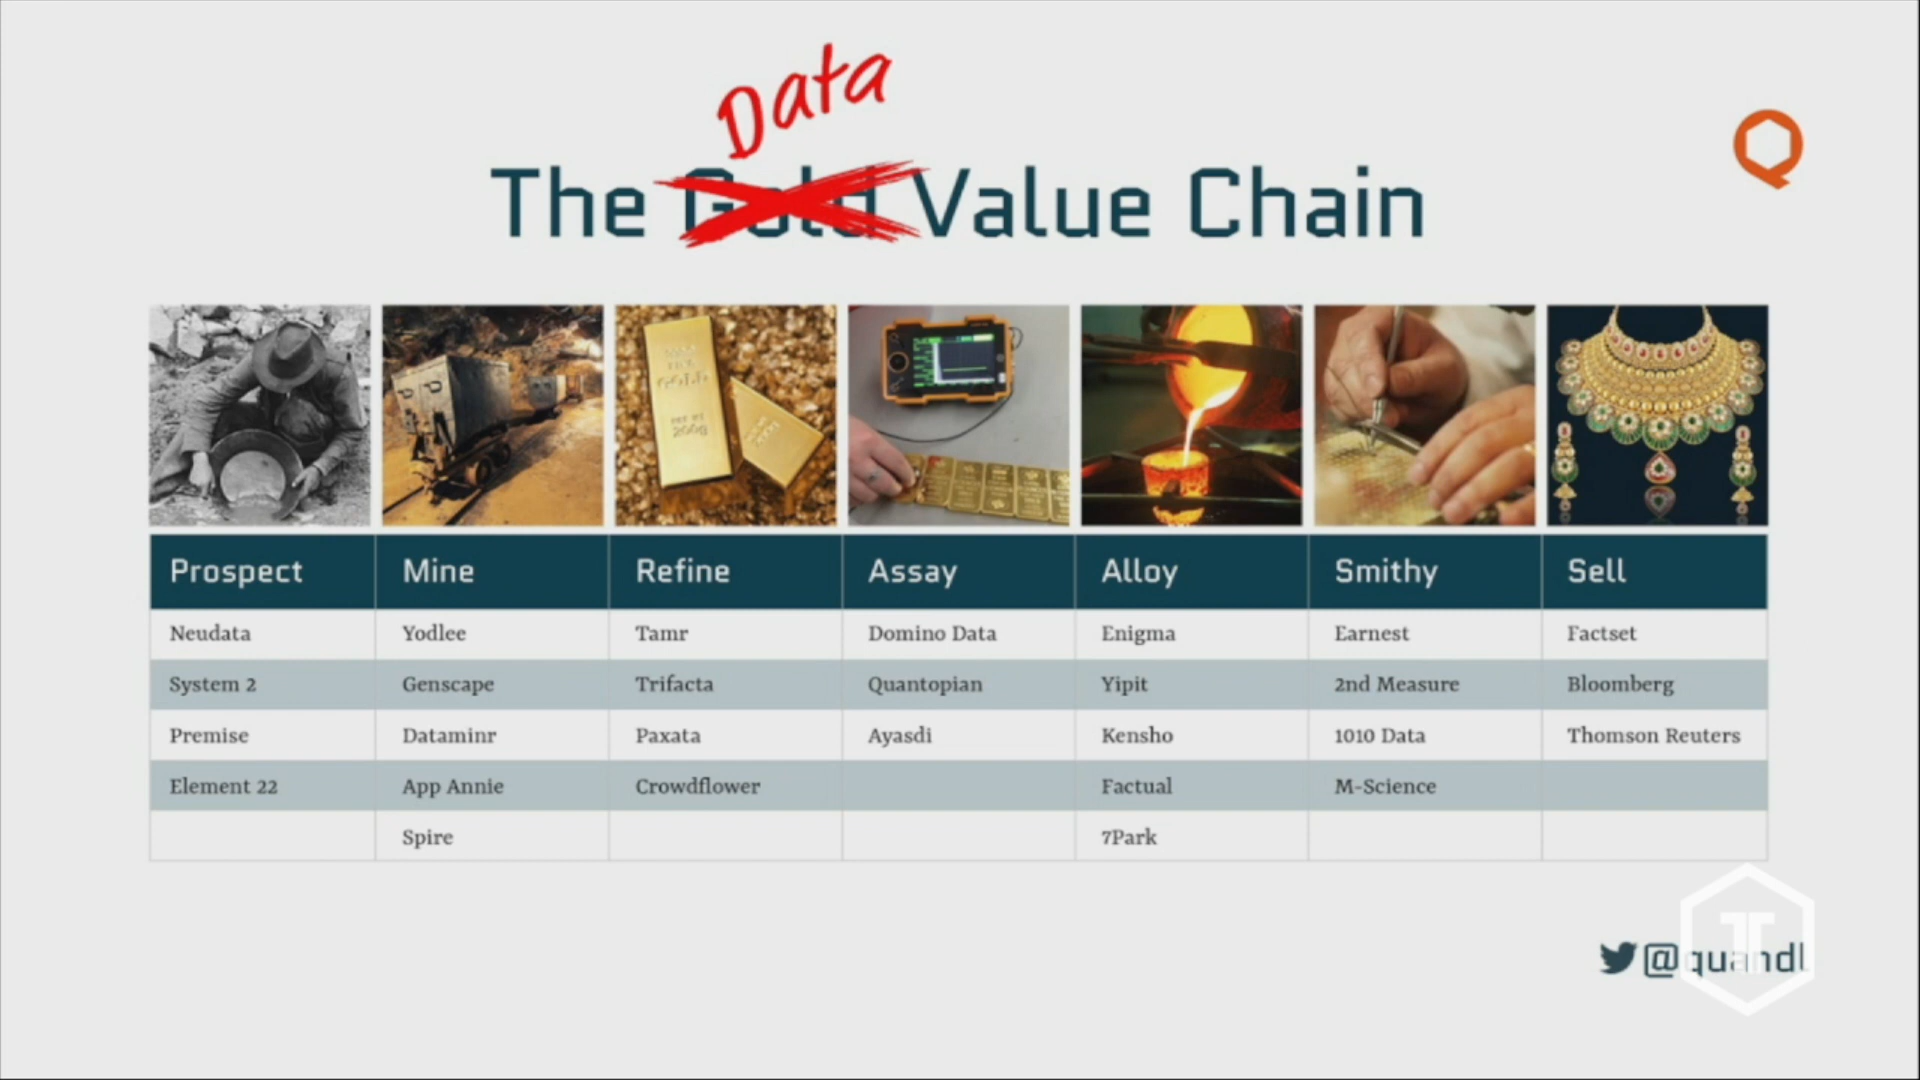 Data
The Gold Value Chain
Prospect Mine Refine Assay Alloy Smithy Sell
Neudata Yodlee Tamr Domino Data Enigma Earnest Factset
System 2 Genscape Trifacta Quantopian Yipit 2nd Measure Bloomberg
Premise Dataminr Paxata Ayasdi Kensho 1010 Data Thomson Reuters
Element 22 App Annie Crowdflower Factual M-Science
Spire 7Park
@quandl